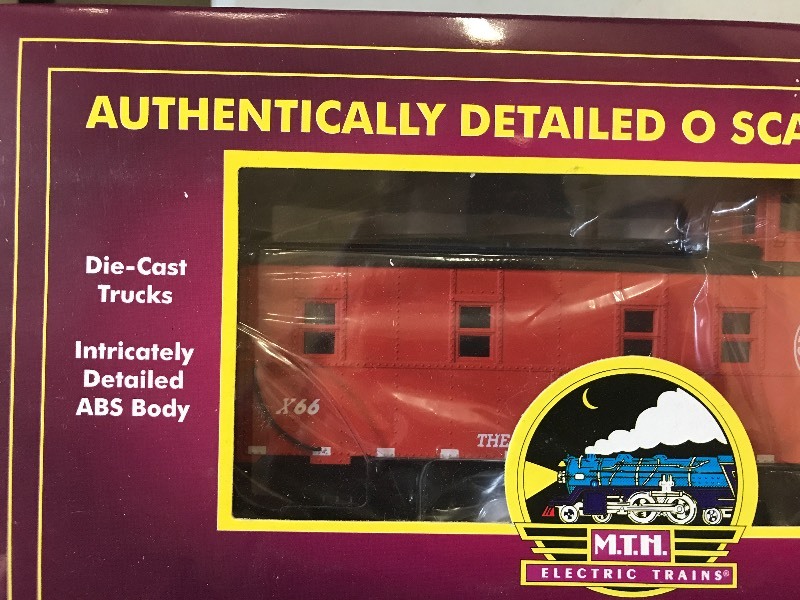 AUTHENTICALLY DETAILED O SCA
Die-Cast
Trucks
Intricately
Detailed
ABS Body
X66
THE
M.T.H.
ELECTRIC TRAINS®